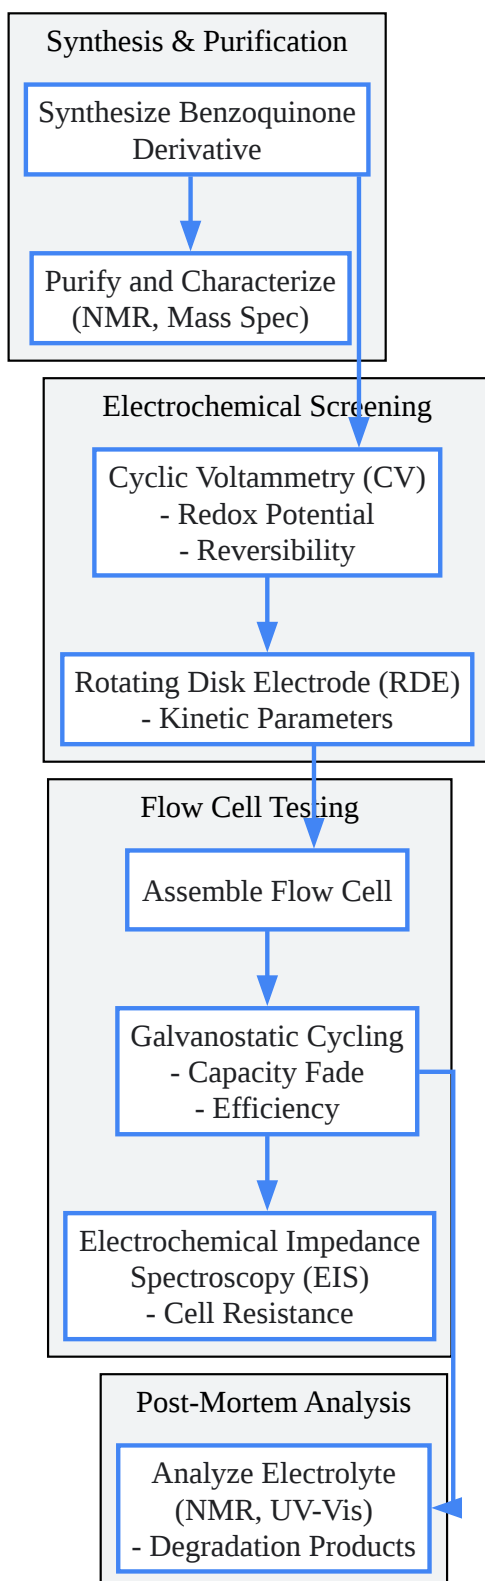 Synthesis & Purification
Synthesize Benzoquinone
Derivative
Purify and Characterize
(NMR, Mass Spec)
Electrochemical Screening
Cyclic Voltammetry (CV)
- Redox Potential
- Reversibility
Rotating Disk Electrode (RDE)
- Kinetic Parameters
Flow Cell Testing
Assemble Flow Cell
Galvanostatic Cycling
- Capacity Fade
- Efficiency
Electrochemical Impedance
Spectroscopy (EIS)
- Cell Resistance
Post-Mortem Analysis
Analyze Electrolyte
(NMR, UV-Vis)
- Degradation Products